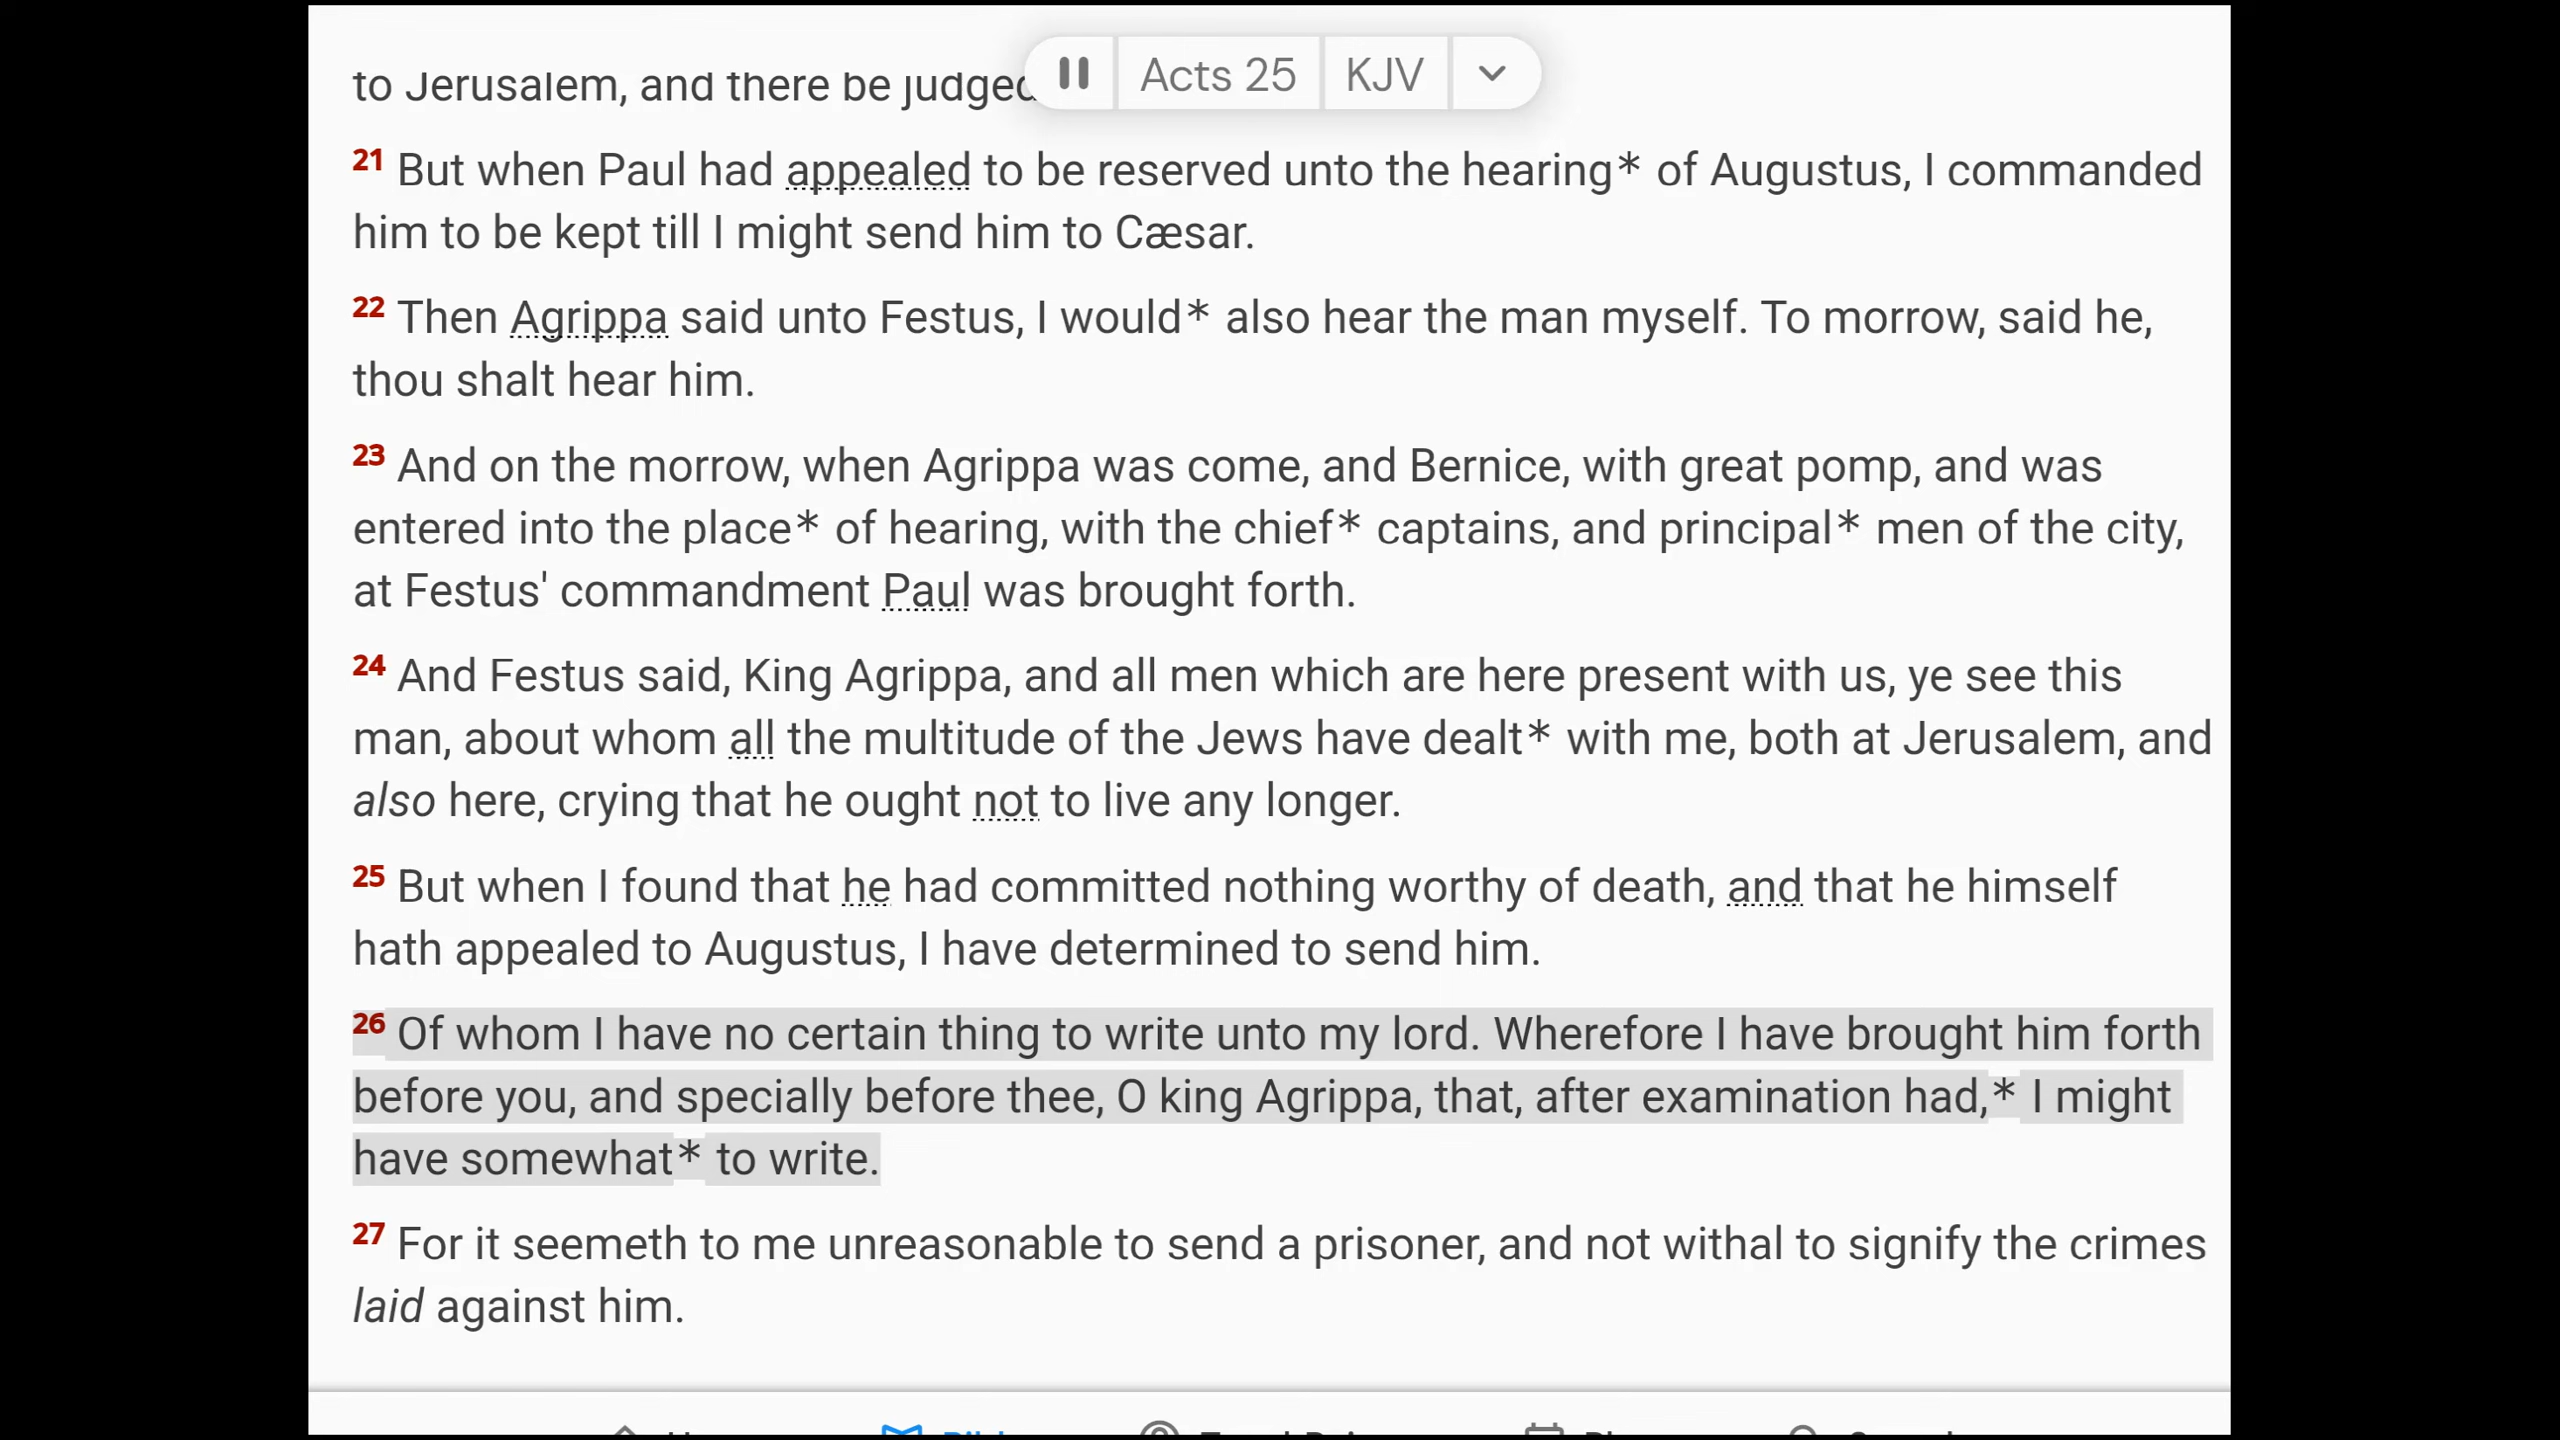 to Jerusalem, and there be judged
Acts 25 KJV
21 But when Paul had appealed to be reserved unto the hearing* of Augustus, I commanded
him to be kept till I might send him to Cæsar.
22 Then Agrippa said unto Festus, I would* also hear the man myself. To morrow, said he,
thou shalt hear him.
23 And on the morrow, when Agrippa was come, and Bernice, with great pomp, and was
entered into the place* of hearing, with the chief* captains, and principal* men of the city,
at Festus' commandment Paul was brought forth.
24 And Festus said, King Agrippa, and all men which are here present with us, ye see this
man, about whom all the multitude of the Jews have dealt* with me, both at Jerusalem, and
also here, crying that he ought not to live any longer.
25 But when I found that he had committed nothing worthy of death, and that he himself
hath appealed to Augustus, I have determined to send him.
26 Of whom I have no certain thing to write unto my lord. Wherefore I have brought him forth
before you, and specially before thee, O king Agrippa, that, after examination had,* I might
have somewhat* to write.
27 For it seemeth to me unreasonable to send a prisoner, and not withal to signify the crimes
laid against him.